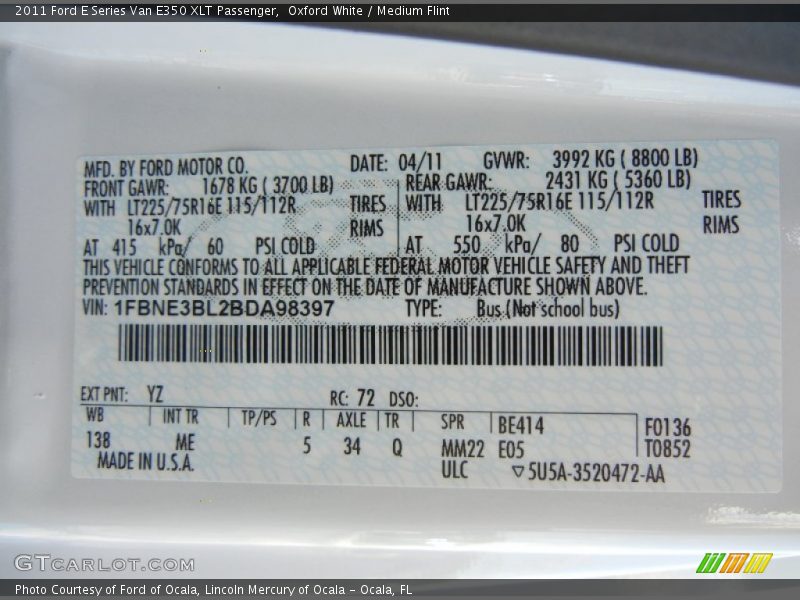 2011 Ford E Series Van E350 XLT Passenger, Oxford White / Medium Flint
MFD. BY FORD MOTOR CO. DATE: 04/11 GVWR: 3992 KG ( 8800 LB)
FRONT GAWR: 1678 KG ( 3700 LB) REAR GAWR: 2431 KG ( 5360 LB)
WITH LT225/75R16E 115/112R TIRES WITH LT225/75R16E 115/112R TIRES
16x7.0K RIMS 16x7.0K RIMS
AT 415 kPa/ 60 PSI COLD AT 550 kPa/ 80 PSI COLD
THIS VEHICLE CONFORMS TO ALL APPLICABLE FEDERAL MOTOR VEHICLE SAFETY AND THEFT
PREVENTION STANDARDS IN EFFECT ON THE DATE OF MANUFACTURE SHOWN ABOVE.
VIN: 1FBNE3BL2BDA98397 TYPE: Bus (Not school bus)
EXT PNT: YZ RC: 72 DSO:
WB INT TR TP/PS R AXLE TR SPR BE414 F0136
138 ME 5 34 Q MM22 E05 T0852
MADE IN U.S.A. ULC 5U5A-3520472-AA
GTCARLOT.COM
Photo Courtesy of Ford of Ocala, Lincoln Mercury of Ocala - Ocala, FL